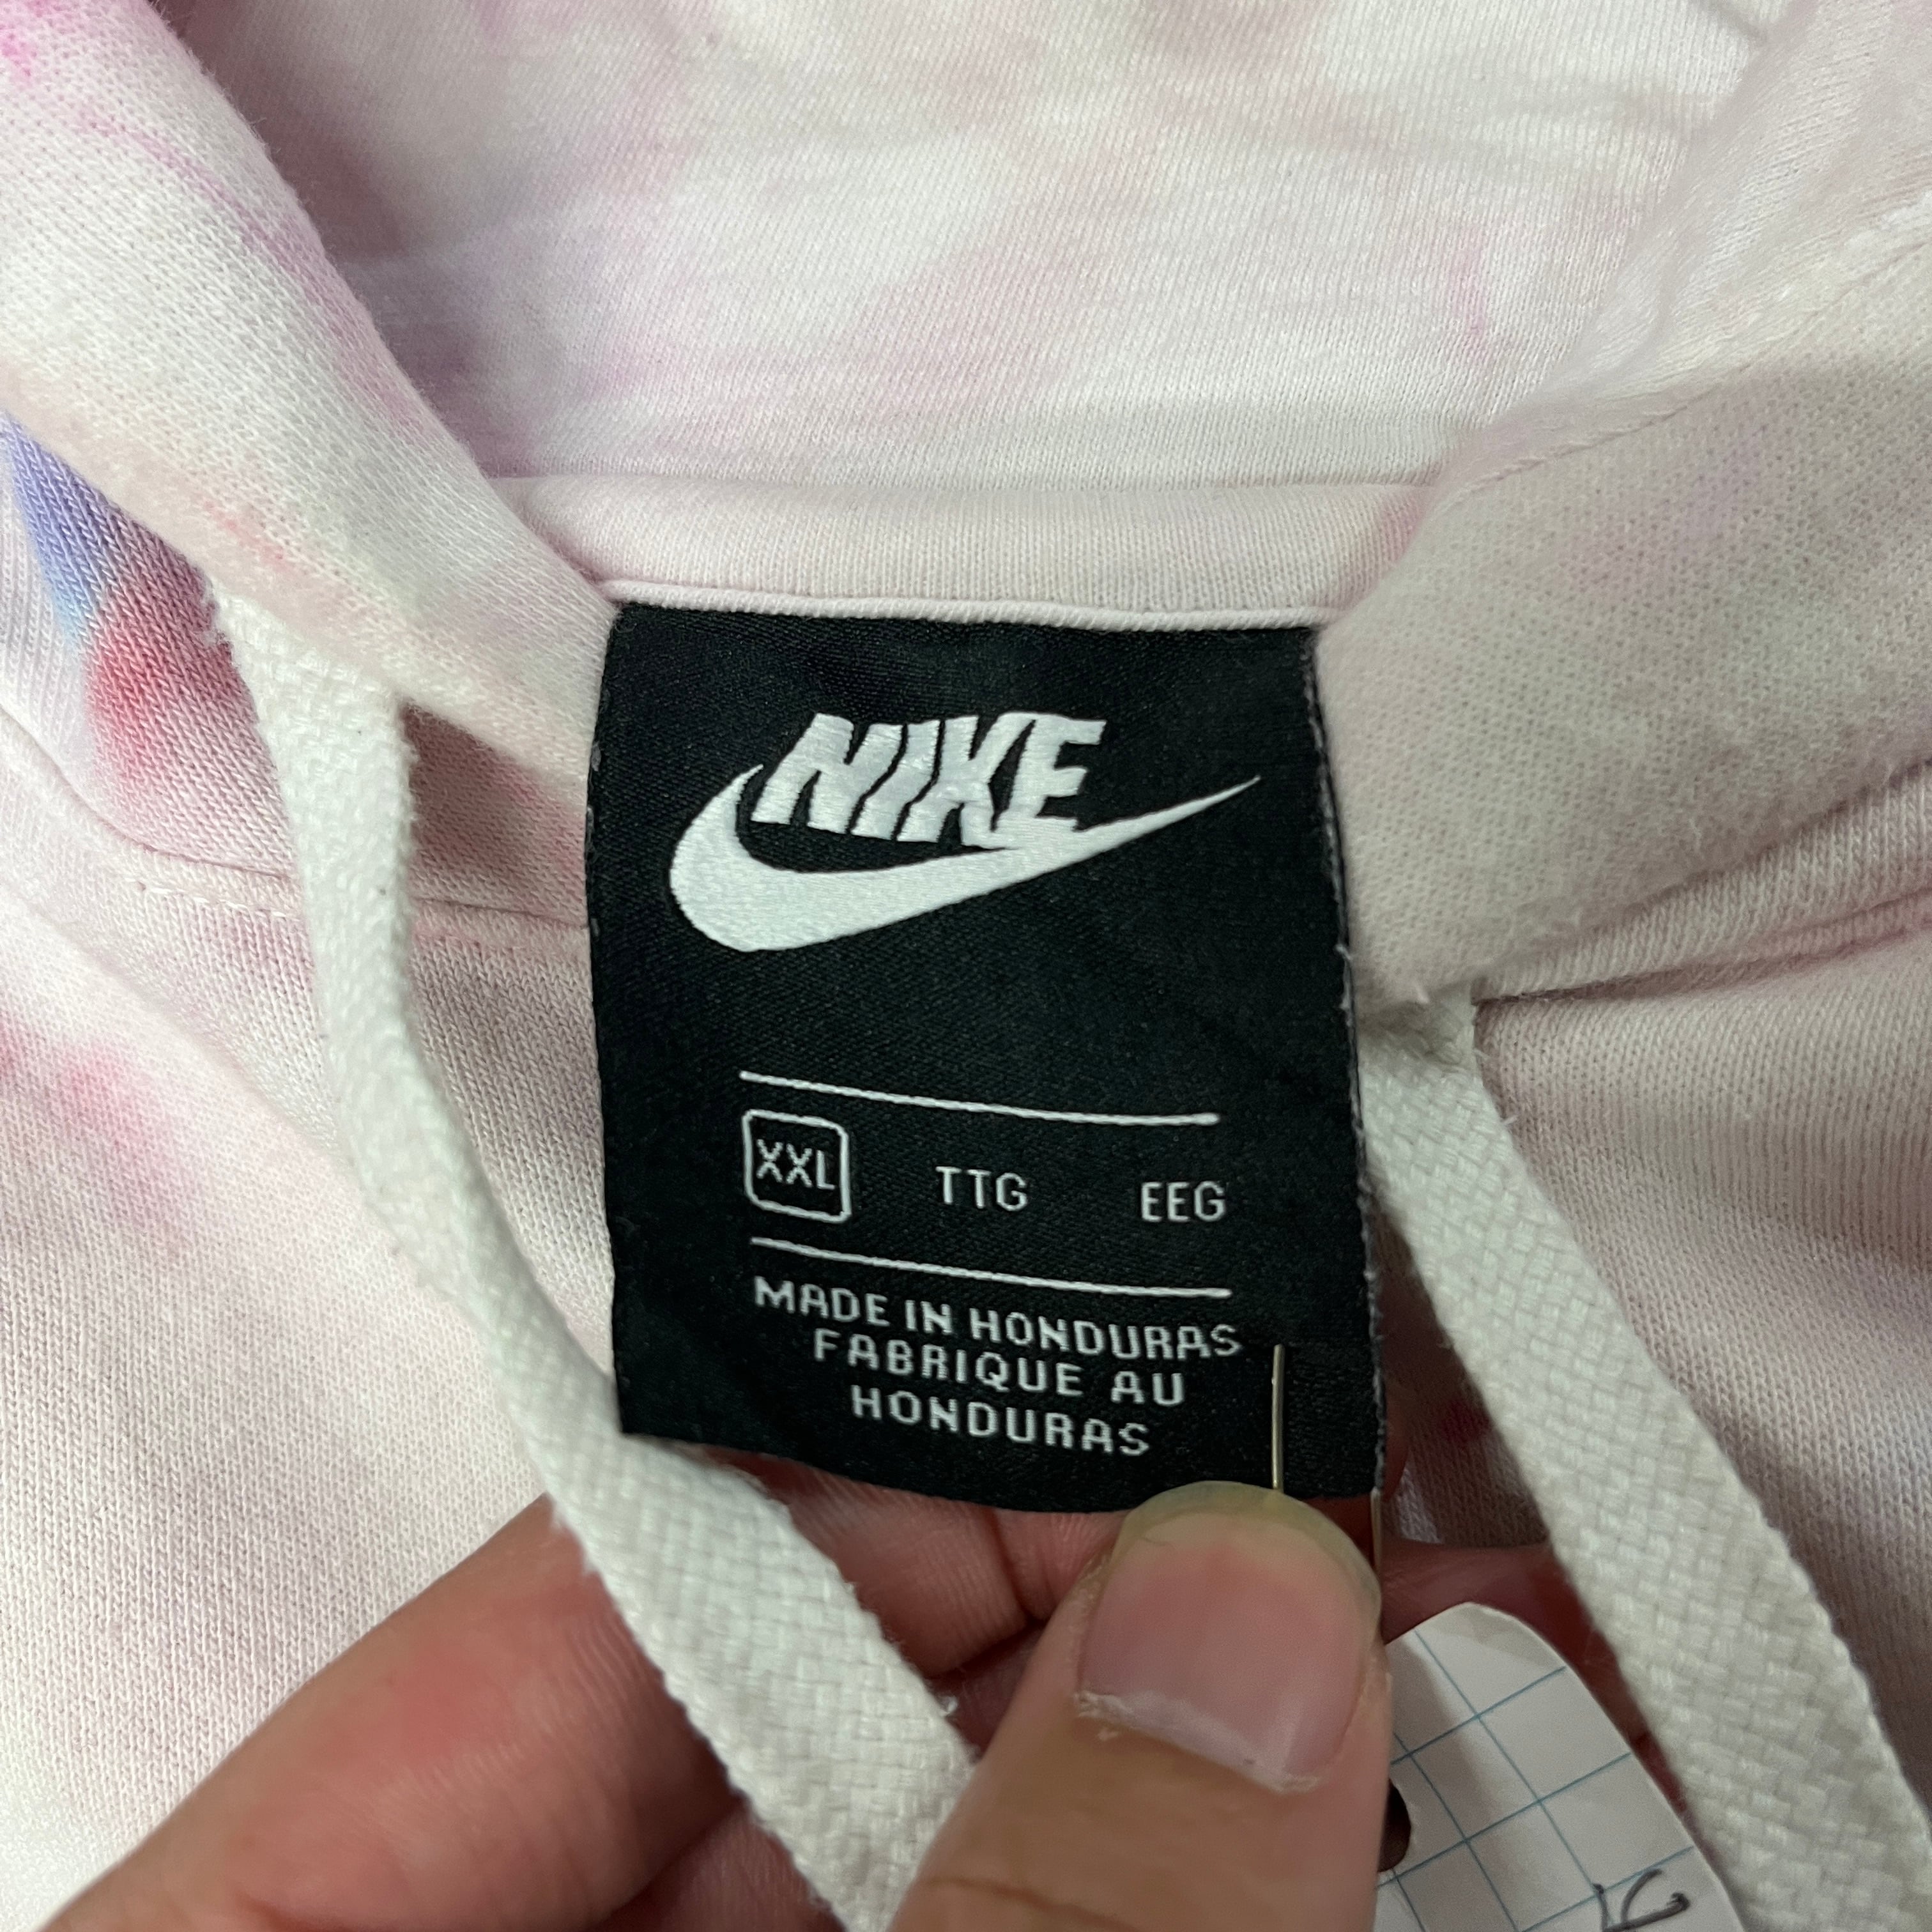 NIKE
XXL TTG EEG
MADE IN HONDURAS
FABRIQUE AU
HONDURAS